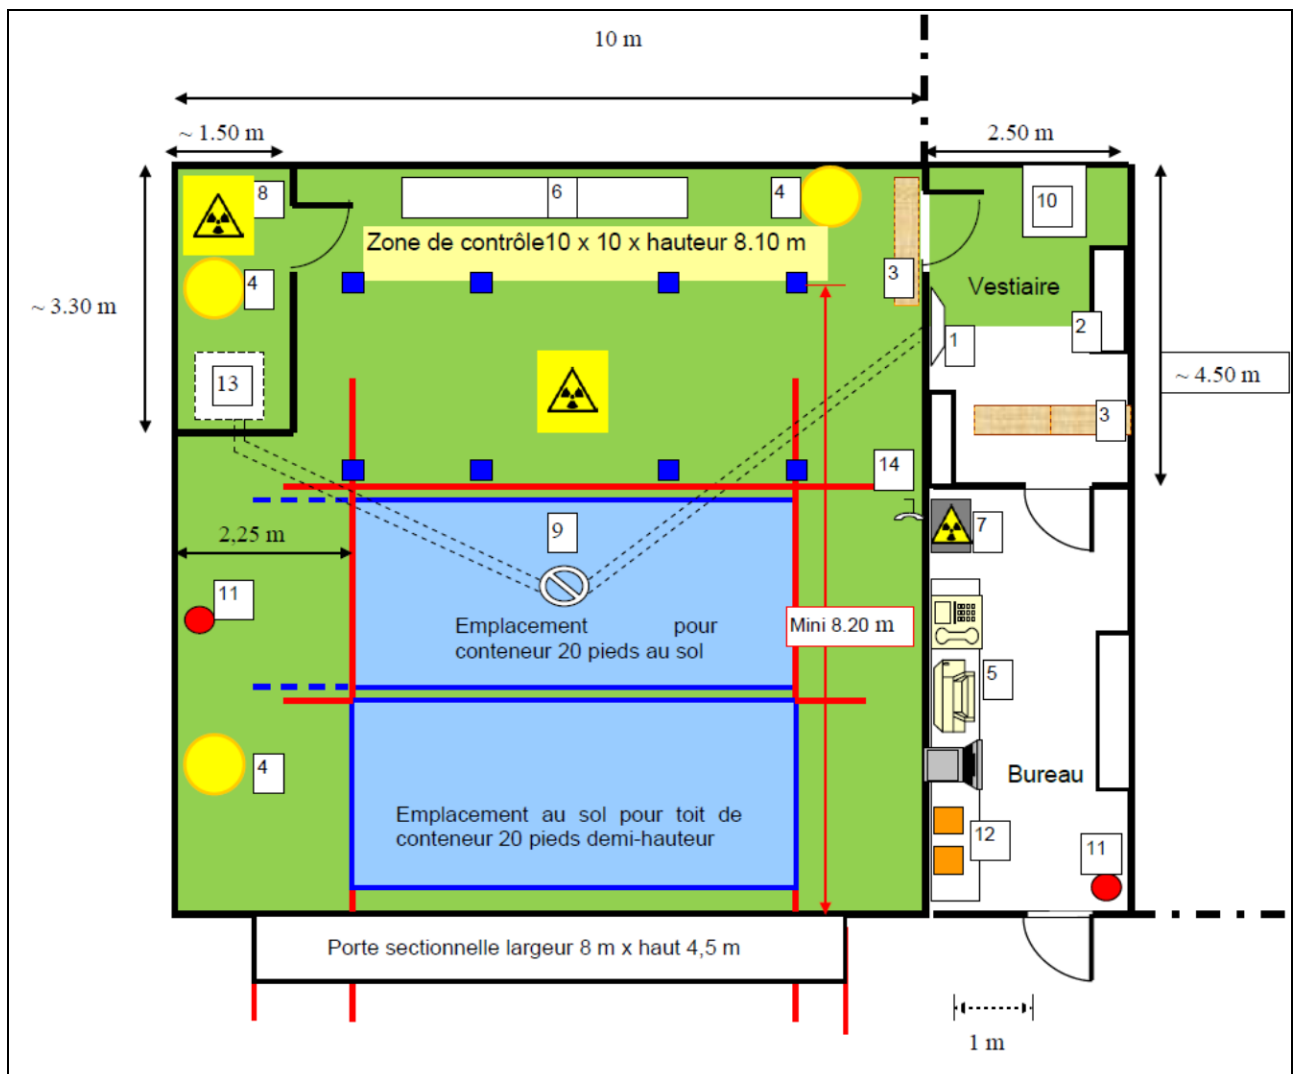 10 m
~ 1.50 m
2.50 m
8
6
4
10
Zone de contrôle10 x 10 x hauteur 8.10 m
3
4
Vestiaire
~ 3.30 m
1
2
13
~ 4.50 m
3
14
2,25 m
9
7
11
Emplacement pour
conteneur 20 pieds au sol
Mini 8.20 m
5
4
Bureau
Emplacement au sol pour toit de
conteneur 20 pieds demi-hauteur
12
11
Porte sectionnelle largeur 8 m x haut 4,5 m
1 m